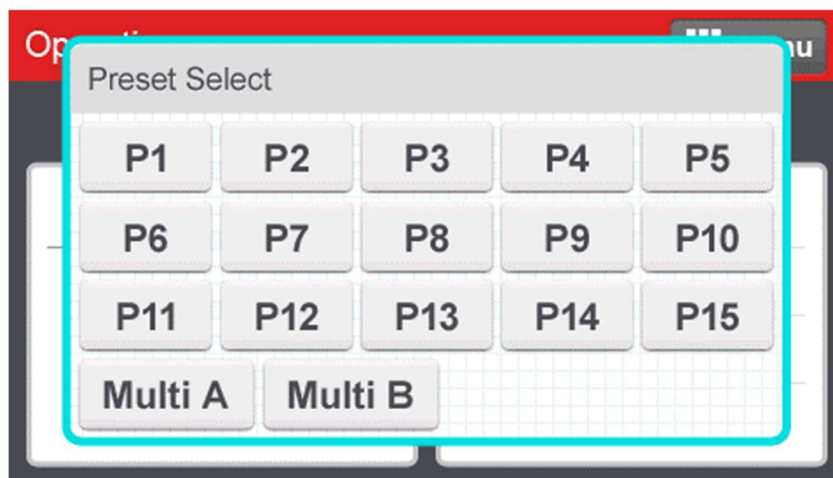 Preset Select
P1 P2 P3 P4 P5
P6 P7 P8 P9 P10
P11 P12 P13 P14 P15
Multi A Multi B